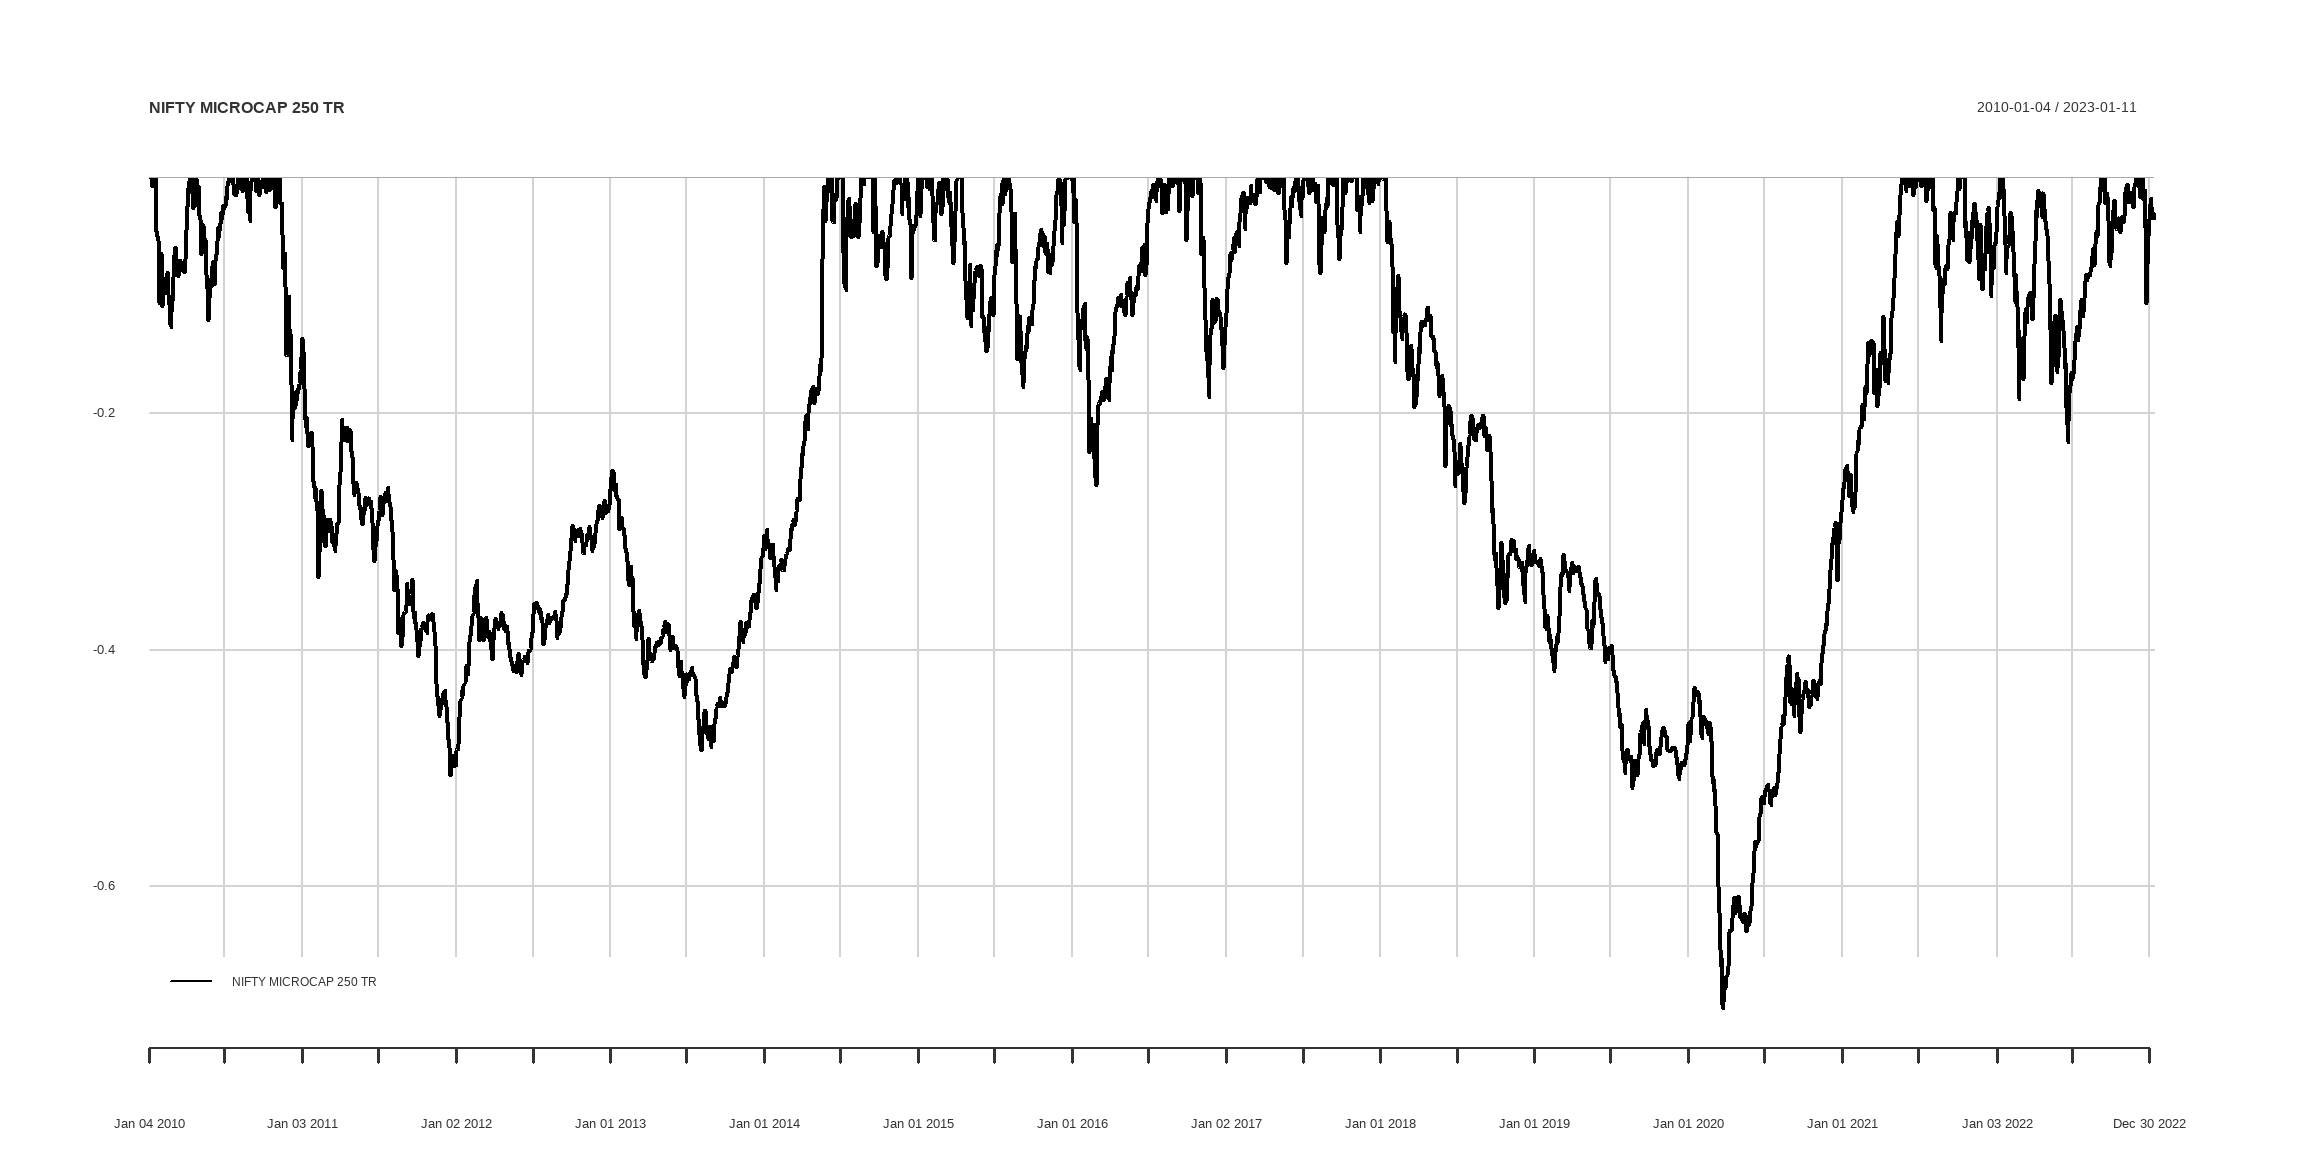 NIFTY MICROCAP 250 TR
2010-01-04 / 2023-01-11
-0.2
-0.4
-0.6
NIFTY MICROCAP 250 TR
Jan 04 2010 Jan 03 2011 Jan 02 2012 Jan 01 2013 Jan 01 2014 Jan 01 2015 Jan 01 2016 Jan 02 2017 Jan 01 2018 Jan 01 2019 Jan 01 2020 Jan 01 2021 Jan 03 2022 Dec 30 2022